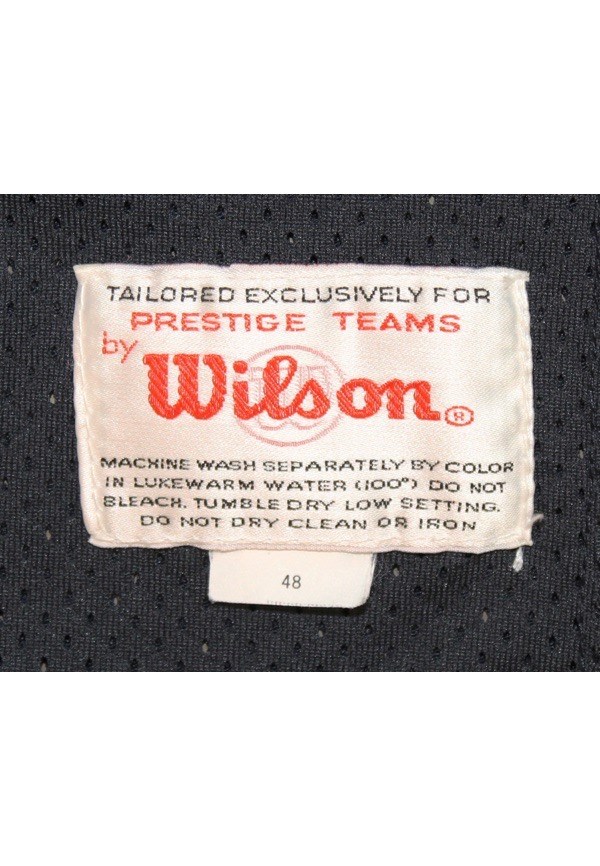 TAILORED EXCLUSIVELY FOR
PRESTIGE TEAMS
by Wilson®
MACHINE WASH SEPARATELY BY COLOR
IN LUKEWARM WATER (100°) DO NOT
BLEACH. TUMBLE DRY LOW SETTING.
DO NOT DRY CLEAN OR IRON
48